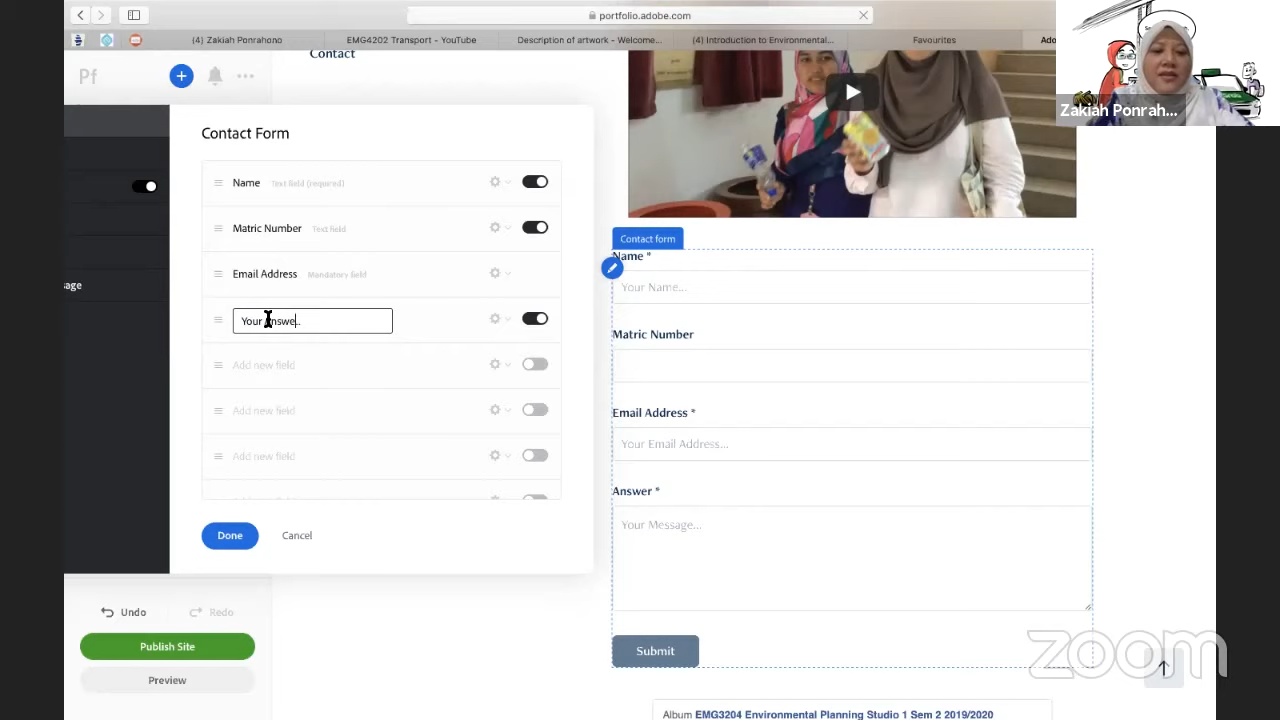 portfolio.adobe.com
(4) Zakiah Ponrahono
EMG4202 Transport - YouTube
Description of artwork - Welcome...
(4) Introduction to Environmental...
Favourites
Ado
Pf
Contact
Zakiah Ponrah...
Contact Form
Name Text field (required)
Matric Number Text field
Email Address Mandatory field
Your Answe...
Add new field
Add new field
Add new field
Done
Cancel
sage
Undo
Redo
Publish Site
Preview
Contact form
Name *
Your Name...
Matric Number
Email Address *
Your Email Address...
Answer *
Your Message...
Submit
zoom
Album EMG3204 Environmental Planning Studio 1 Sem 2 2019/2020